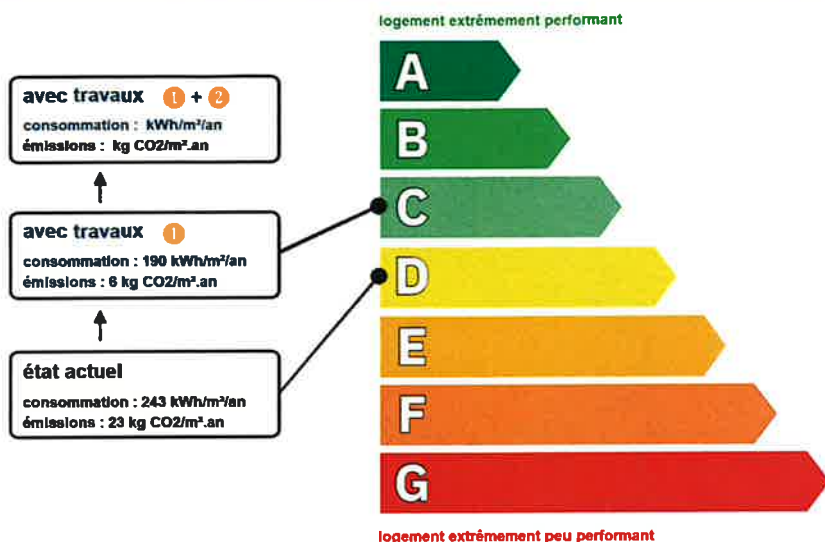 logement extrêmement performant
avec travaux 1 + 2
consommation : kWh/m²/an
émissions : kg CO2/m².an
avec travaux 1
consommation : 190 kWh/m²/an
émissions : 6 kg CO2/m².an
état actuel
consommation : 243 kWh/m²/an
émissions : 23 kg CO2/m².an
A
B
C
D
E
F
G
logement extrêmement peu performant